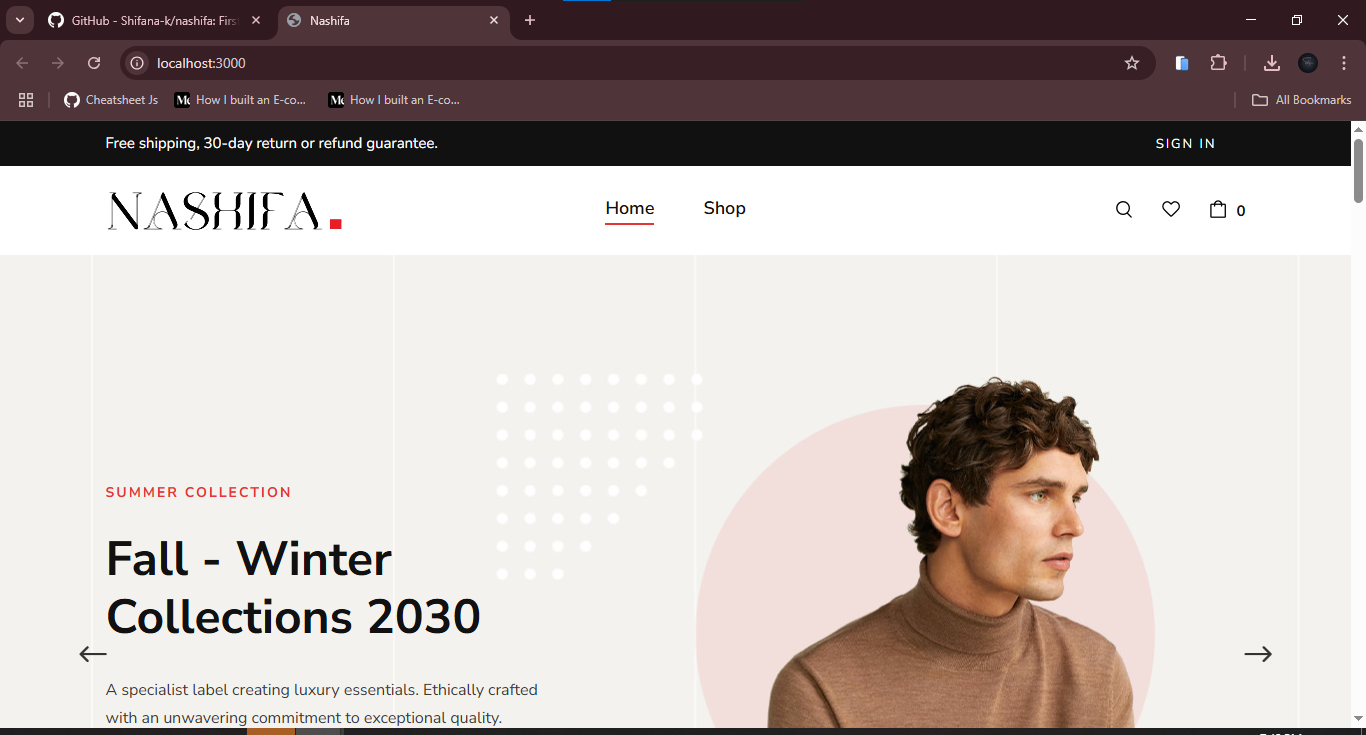 GitHub - Shifana-k/nashifa: Firs
Nashifa
localhost:3000
Cheatsheet Js
How I built an E-co...
How I built an E-co...
All Bookmarks
Free shipping, 30-day return or refund guarantee.
SIGN IN
NASHIFA
Home
Shop
0
SUMMER COLLECTION
Fall - Winter
Collections 2030
A specialist label creating luxury essentials. Ethically crafted
with an unwavering commitment to exceptional quality.